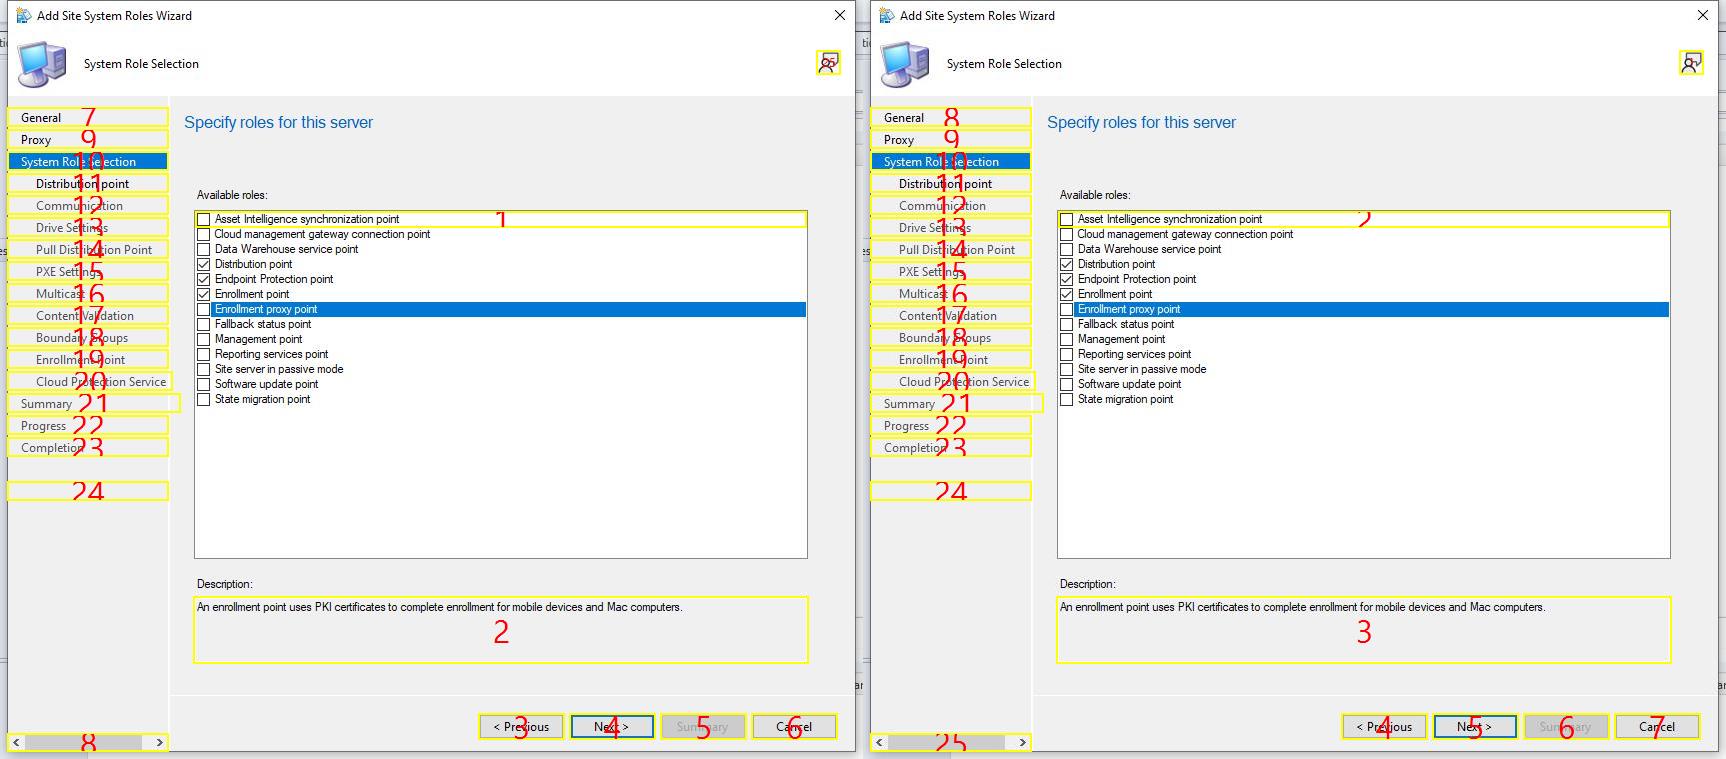 Add Site System Roles Wizard
System Role Selection
General 7
Proxy 9
System Role Selection 10
Distribution point 11
Communication 12
Drive Settings 13
Pull Distribution Point 14
PXE Settings 15
Multicast 16
Content Validation 17
Boundary Groups 18
Enrollment Point 19
Cloud Protection Service 20
Summary 21
Progress 22
Completion 23
24
8
Specify roles for this server
Available roles:
Asset Intelligence synchronization point 1
Cloud management gateway connection point
Data Warehouse service point
Distribution point
Endpoint Protection point
Enrollment point
Enrollment proxy point
Fallback status point
Management point
Reporting services point
Site server in passive mode
Software update point
State migration point
Description:
An enrollment point uses PKI certificates to complete enrollment for mobile devices and Mac computers.
2
< Previous 3
Next > 4
Summary 5
Cancel 6
Add Site System Roles Wizard
System Role Selection
General 8
Proxy 9
System Role Selection 10
Distribution point 11
Communication 12
Drive Settings 13
Pull Distribution Point 14
PXE Settings 15
Multicast 16
Content Validation 17
Boundary Groups 18
Enrollment Point 19
Cloud Protection Service 20
Summary 21
Progress 22
Completion 23
24
25
Specify roles for this server
Available roles:
Asset Intelligence synchronization point 2
Cloud management gateway connection point
Data Warehouse service point
Distribution point
Endpoint Protection point
Enrollment point
Enrollment proxy point
Fallback status point
Management point
Reporting services point
Site server in passive mode
Software update point
State migration point
Description:
An enrollment point uses PKI certificates to complete enrollment for mobile devices and Mac computers.
3
< Previous 4
Next > 5
Summary 6
Cancel 7